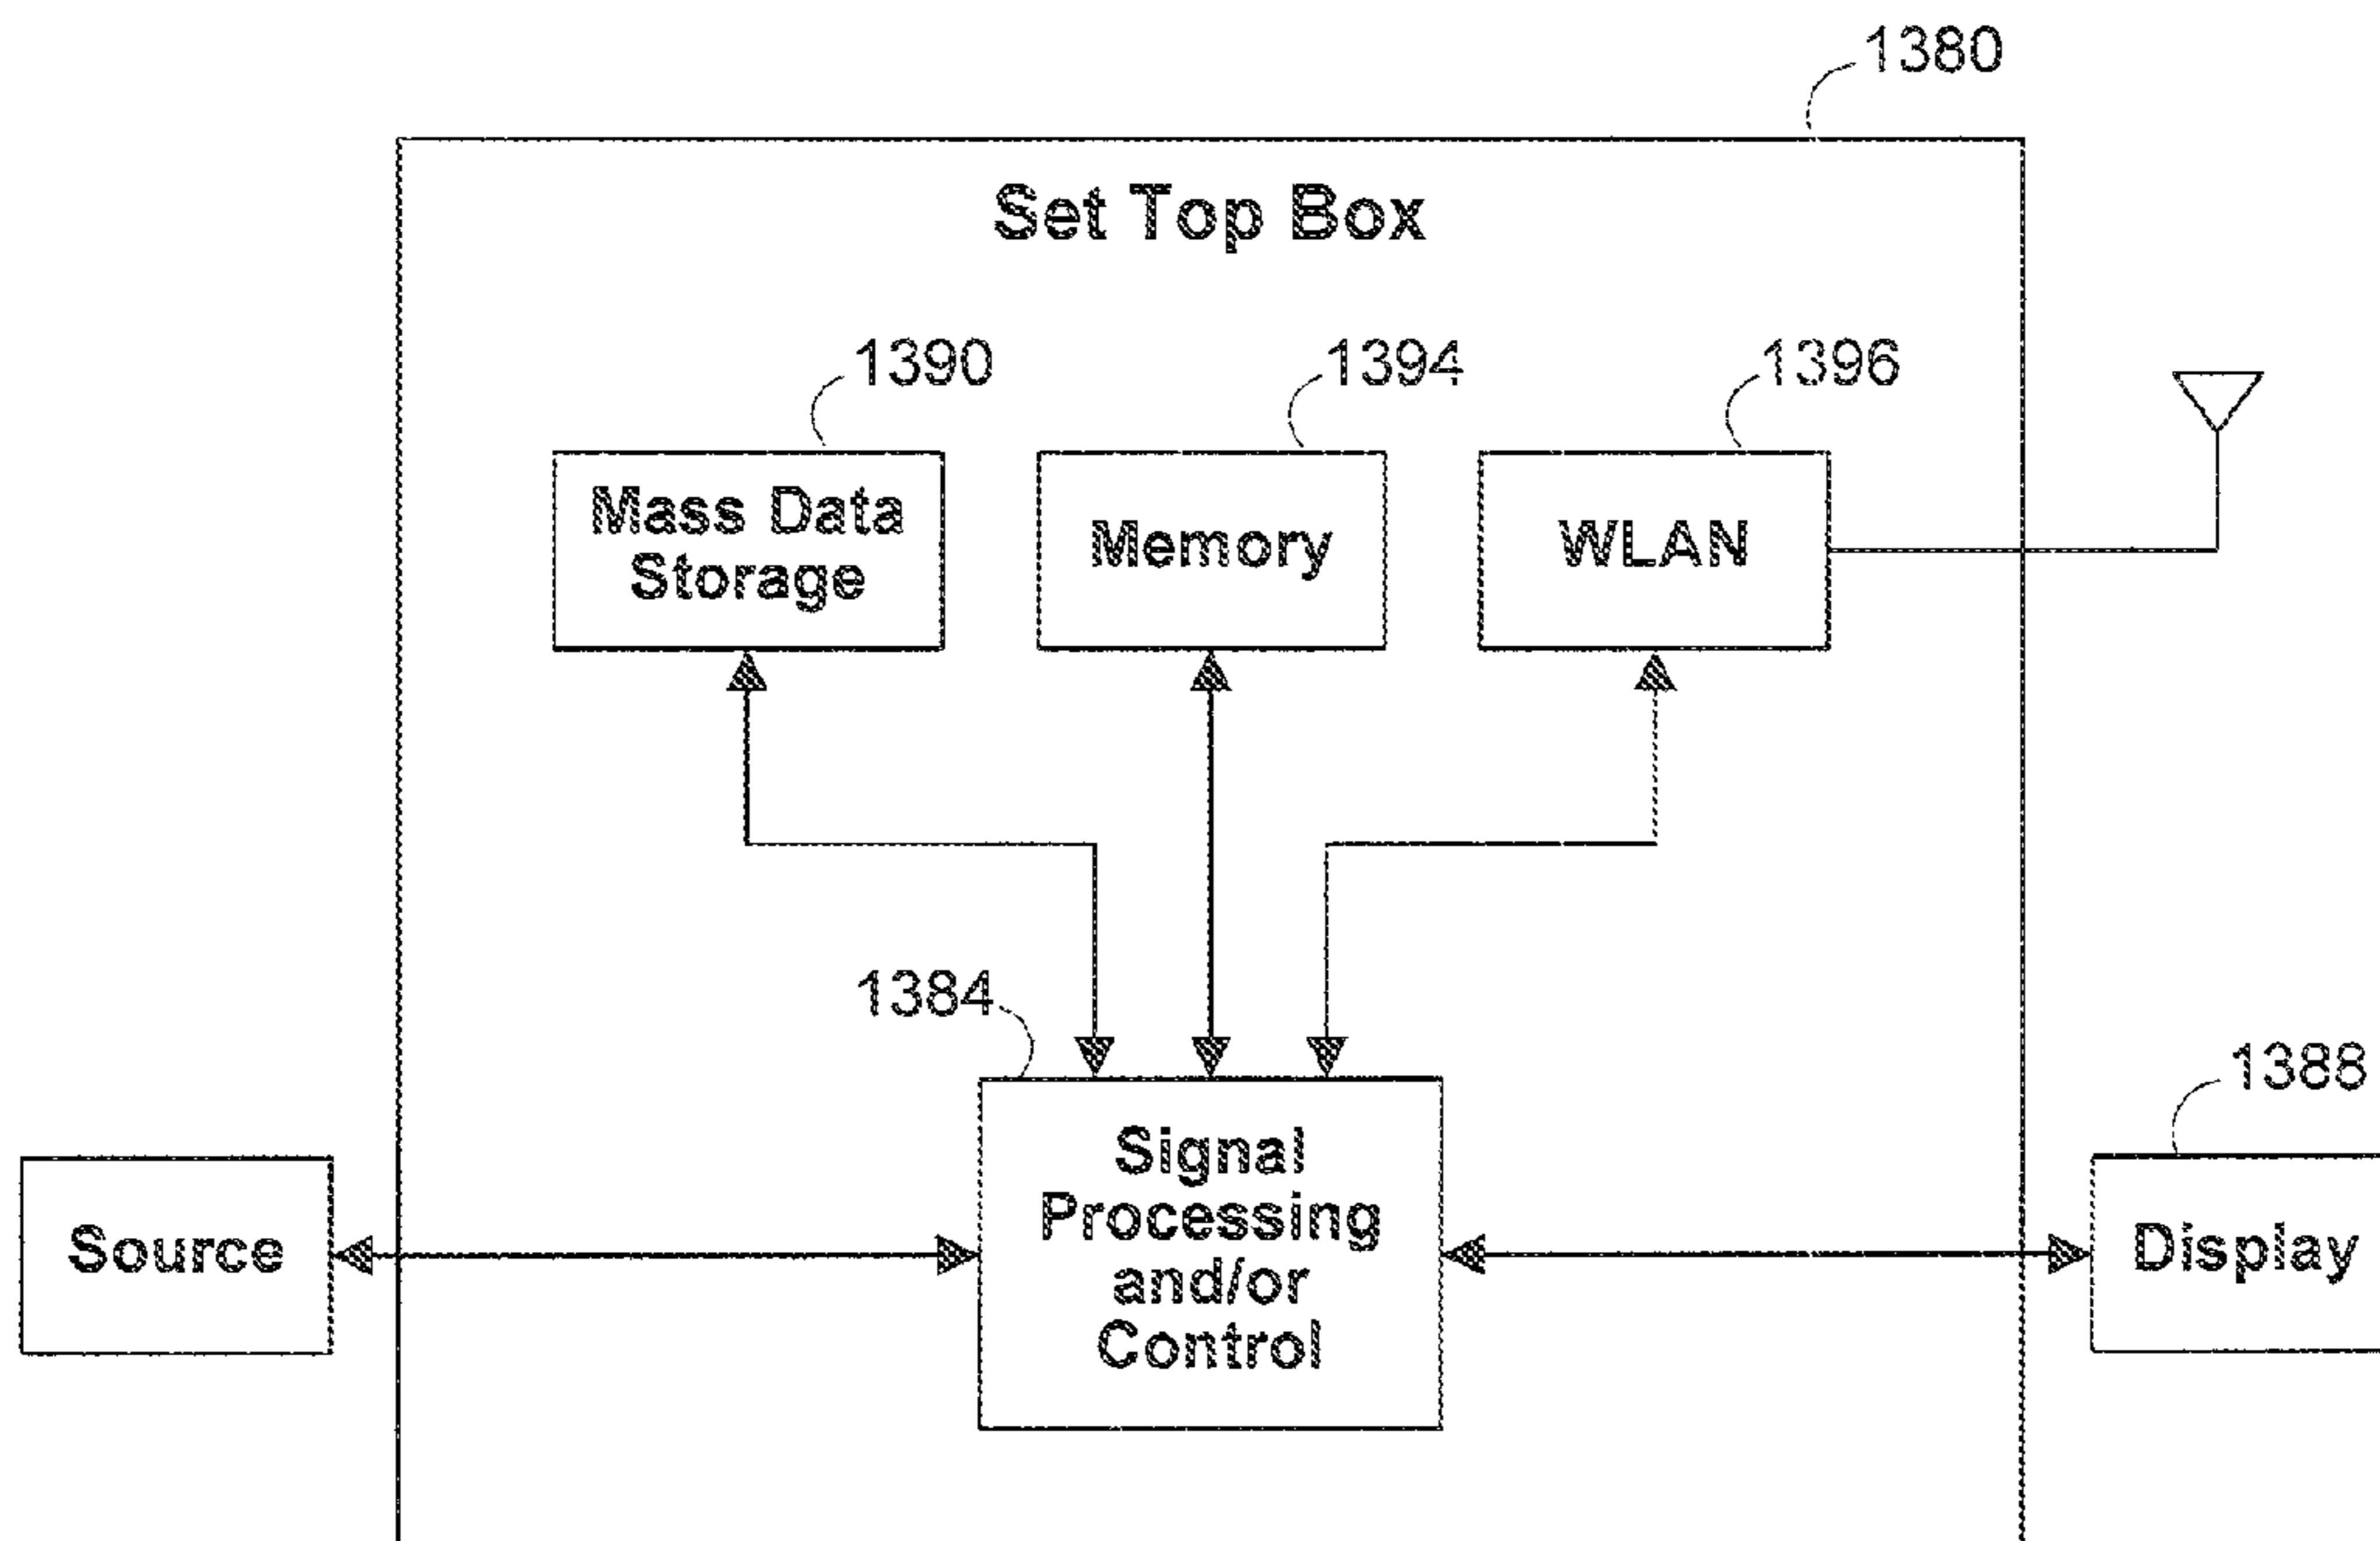 1380
Set Top Box
1390
1394
1396
Mass Data
Storage
Memory
WLAN
1384
1388
Source
Signal
Processing
and/or
Control
Display